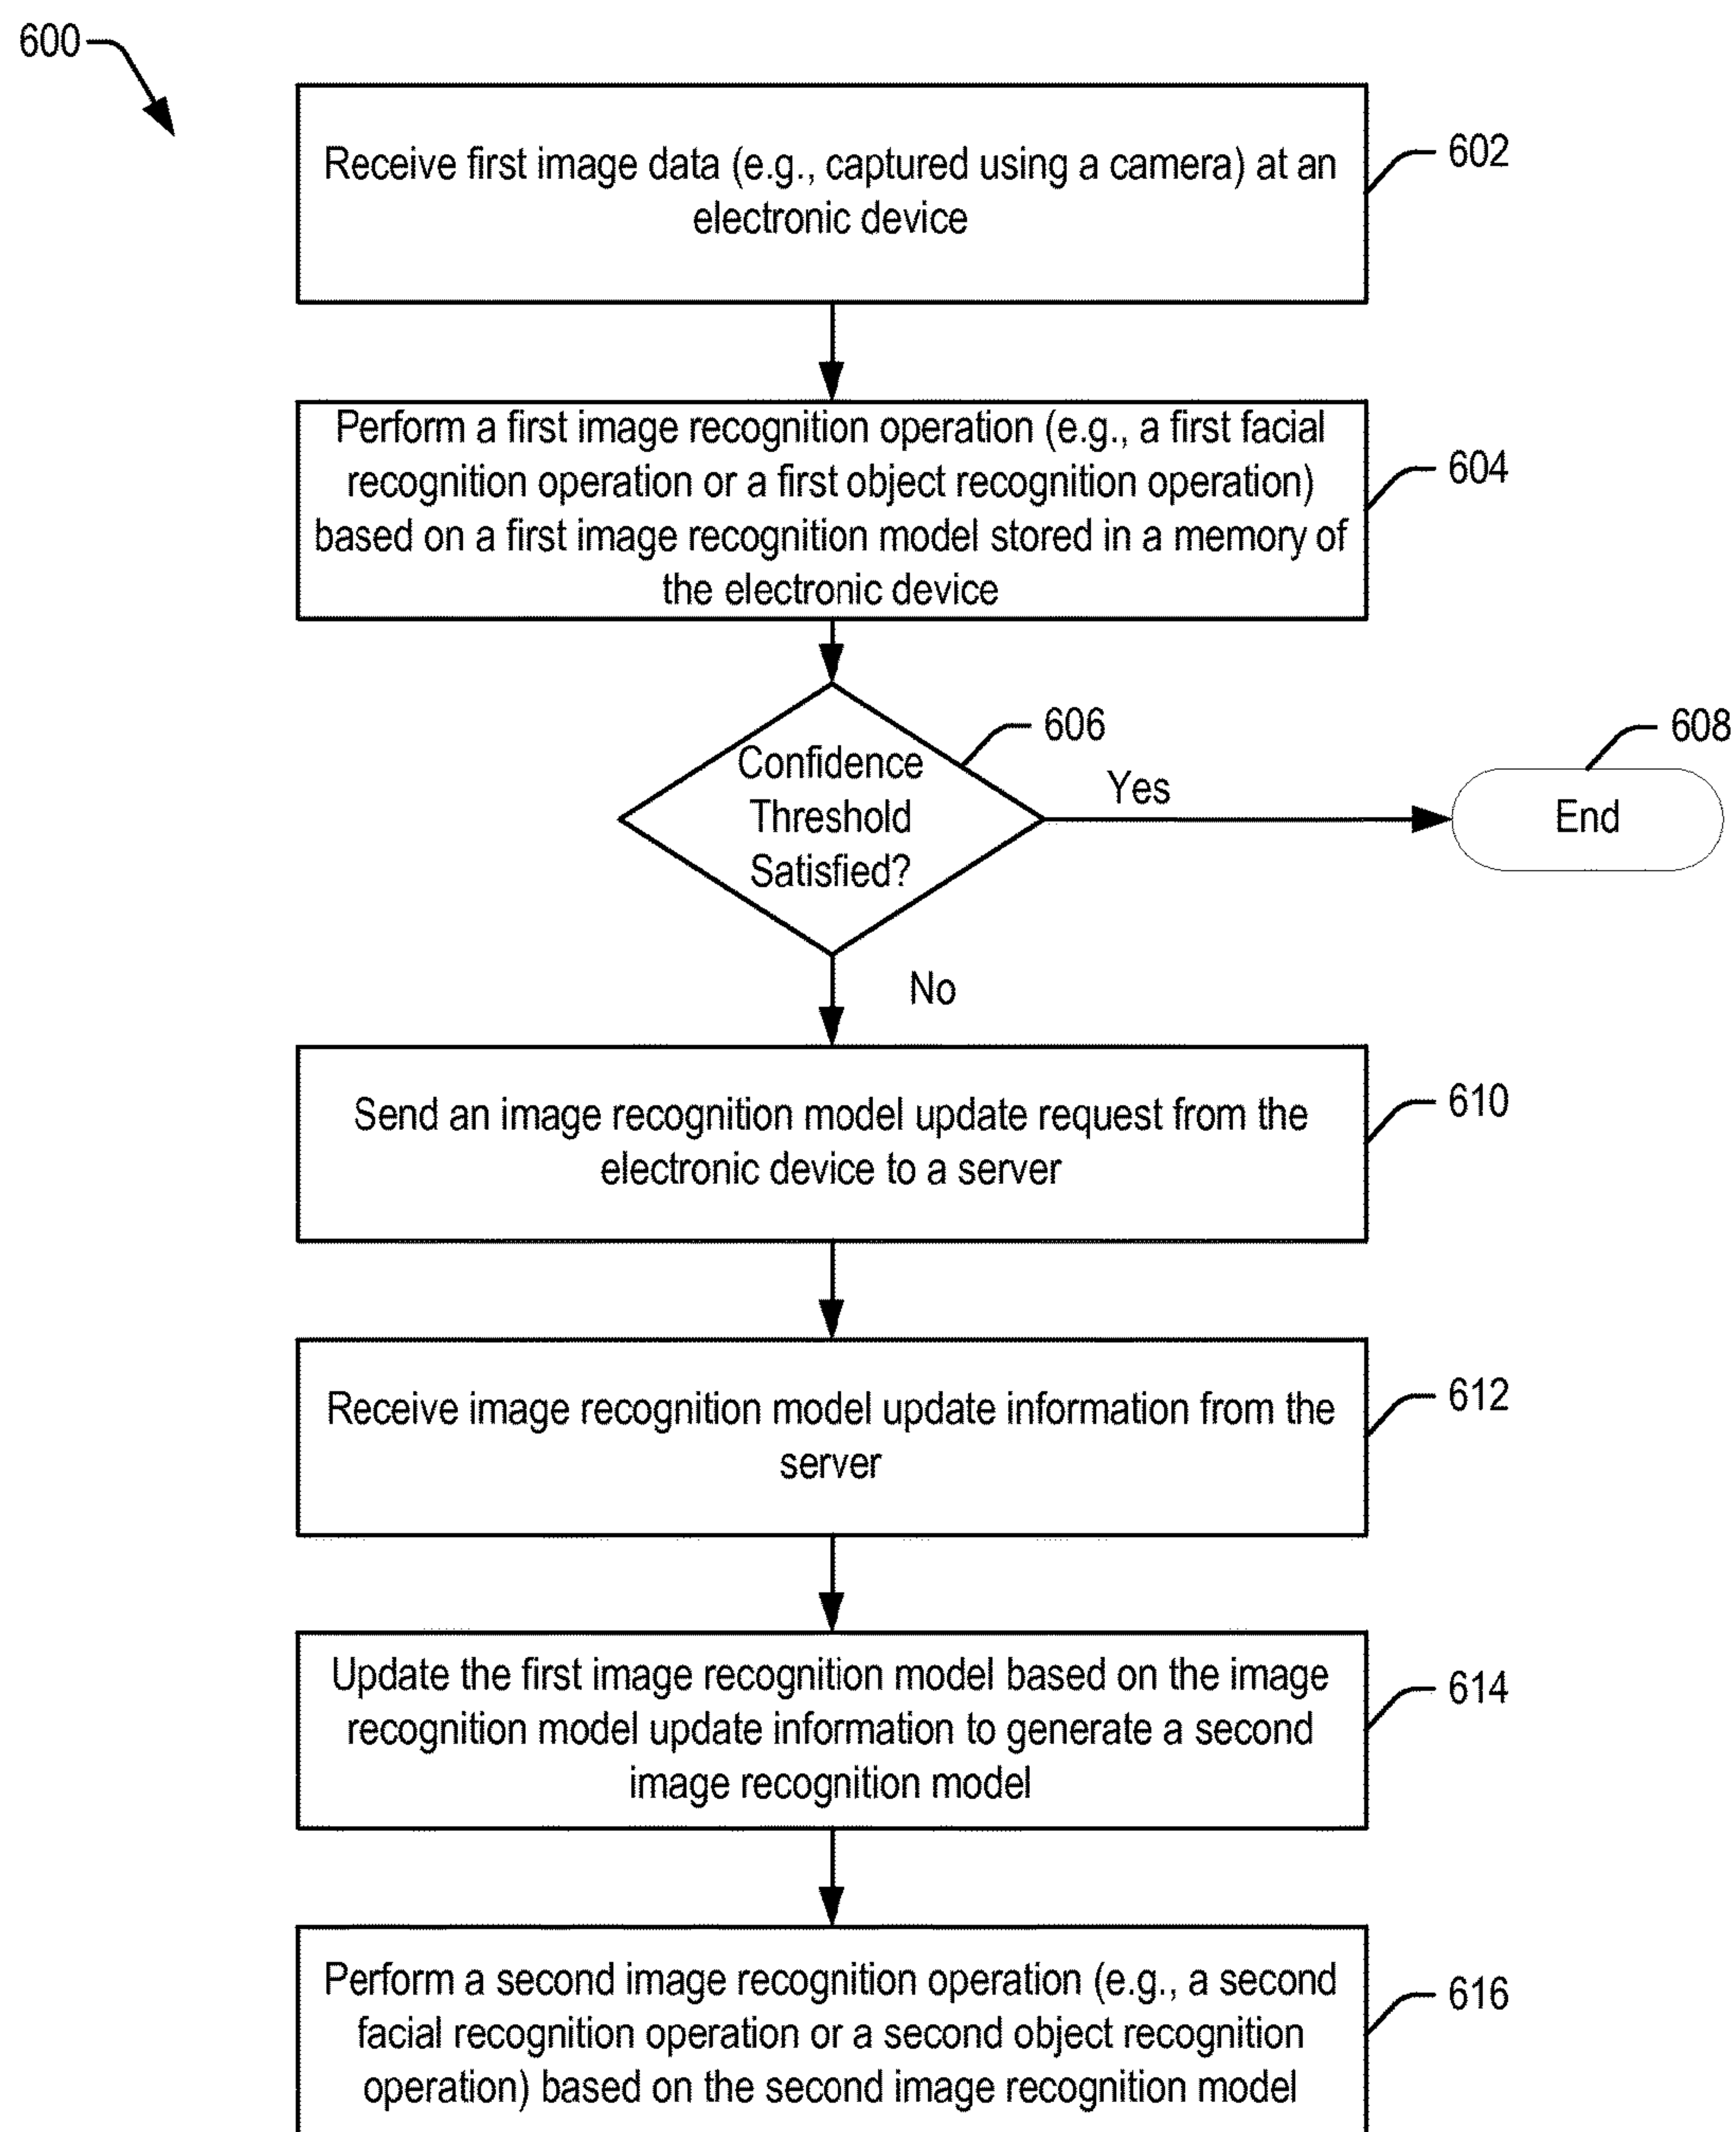 600
Receive first image data (e.g., captured using a camera) at an
electronic device
602
Perform a first image recognition operation (e.g., a first facial
recognition operation or a first object recognition operation)
based on a first image recognition model stored in a memory of
the electronic device
604
Confidence
Threshold
Satisfied?
606
Yes
End
608
No
Send an image recognition model update request from the
electronic device to a server
610
Receive image recognition model update information from the
server
612
Update the first image recognition model based on the image
recognition model update information to generate a second
image recognition model
614
Perform a second image recognition operation (e.g., a second
facial recognition operation or a second object recognition
operation) based on the second image recognition model
616